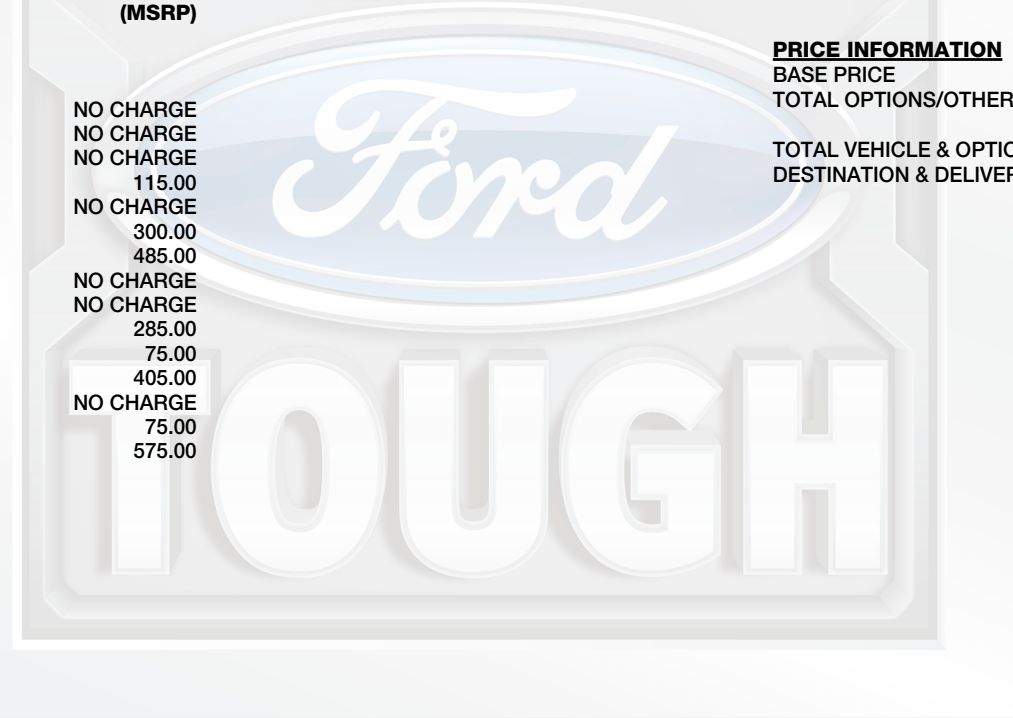 (MSRP)
NO CHARGE
NO CHARGE
NO CHARGE
115.00
NO CHARGE
300.00
485.00
NO CHARGE
NO CHARGE
285.00
75.00
405.00
NO CHARGE
75.00
575.00
PRICE INFORMATION
BASE PRICE
TOTAL OPTIONS/OTHER
TOTAL VEHICLE & OPTIO
DESTINATION & DELIVER
Ford
TOUGH